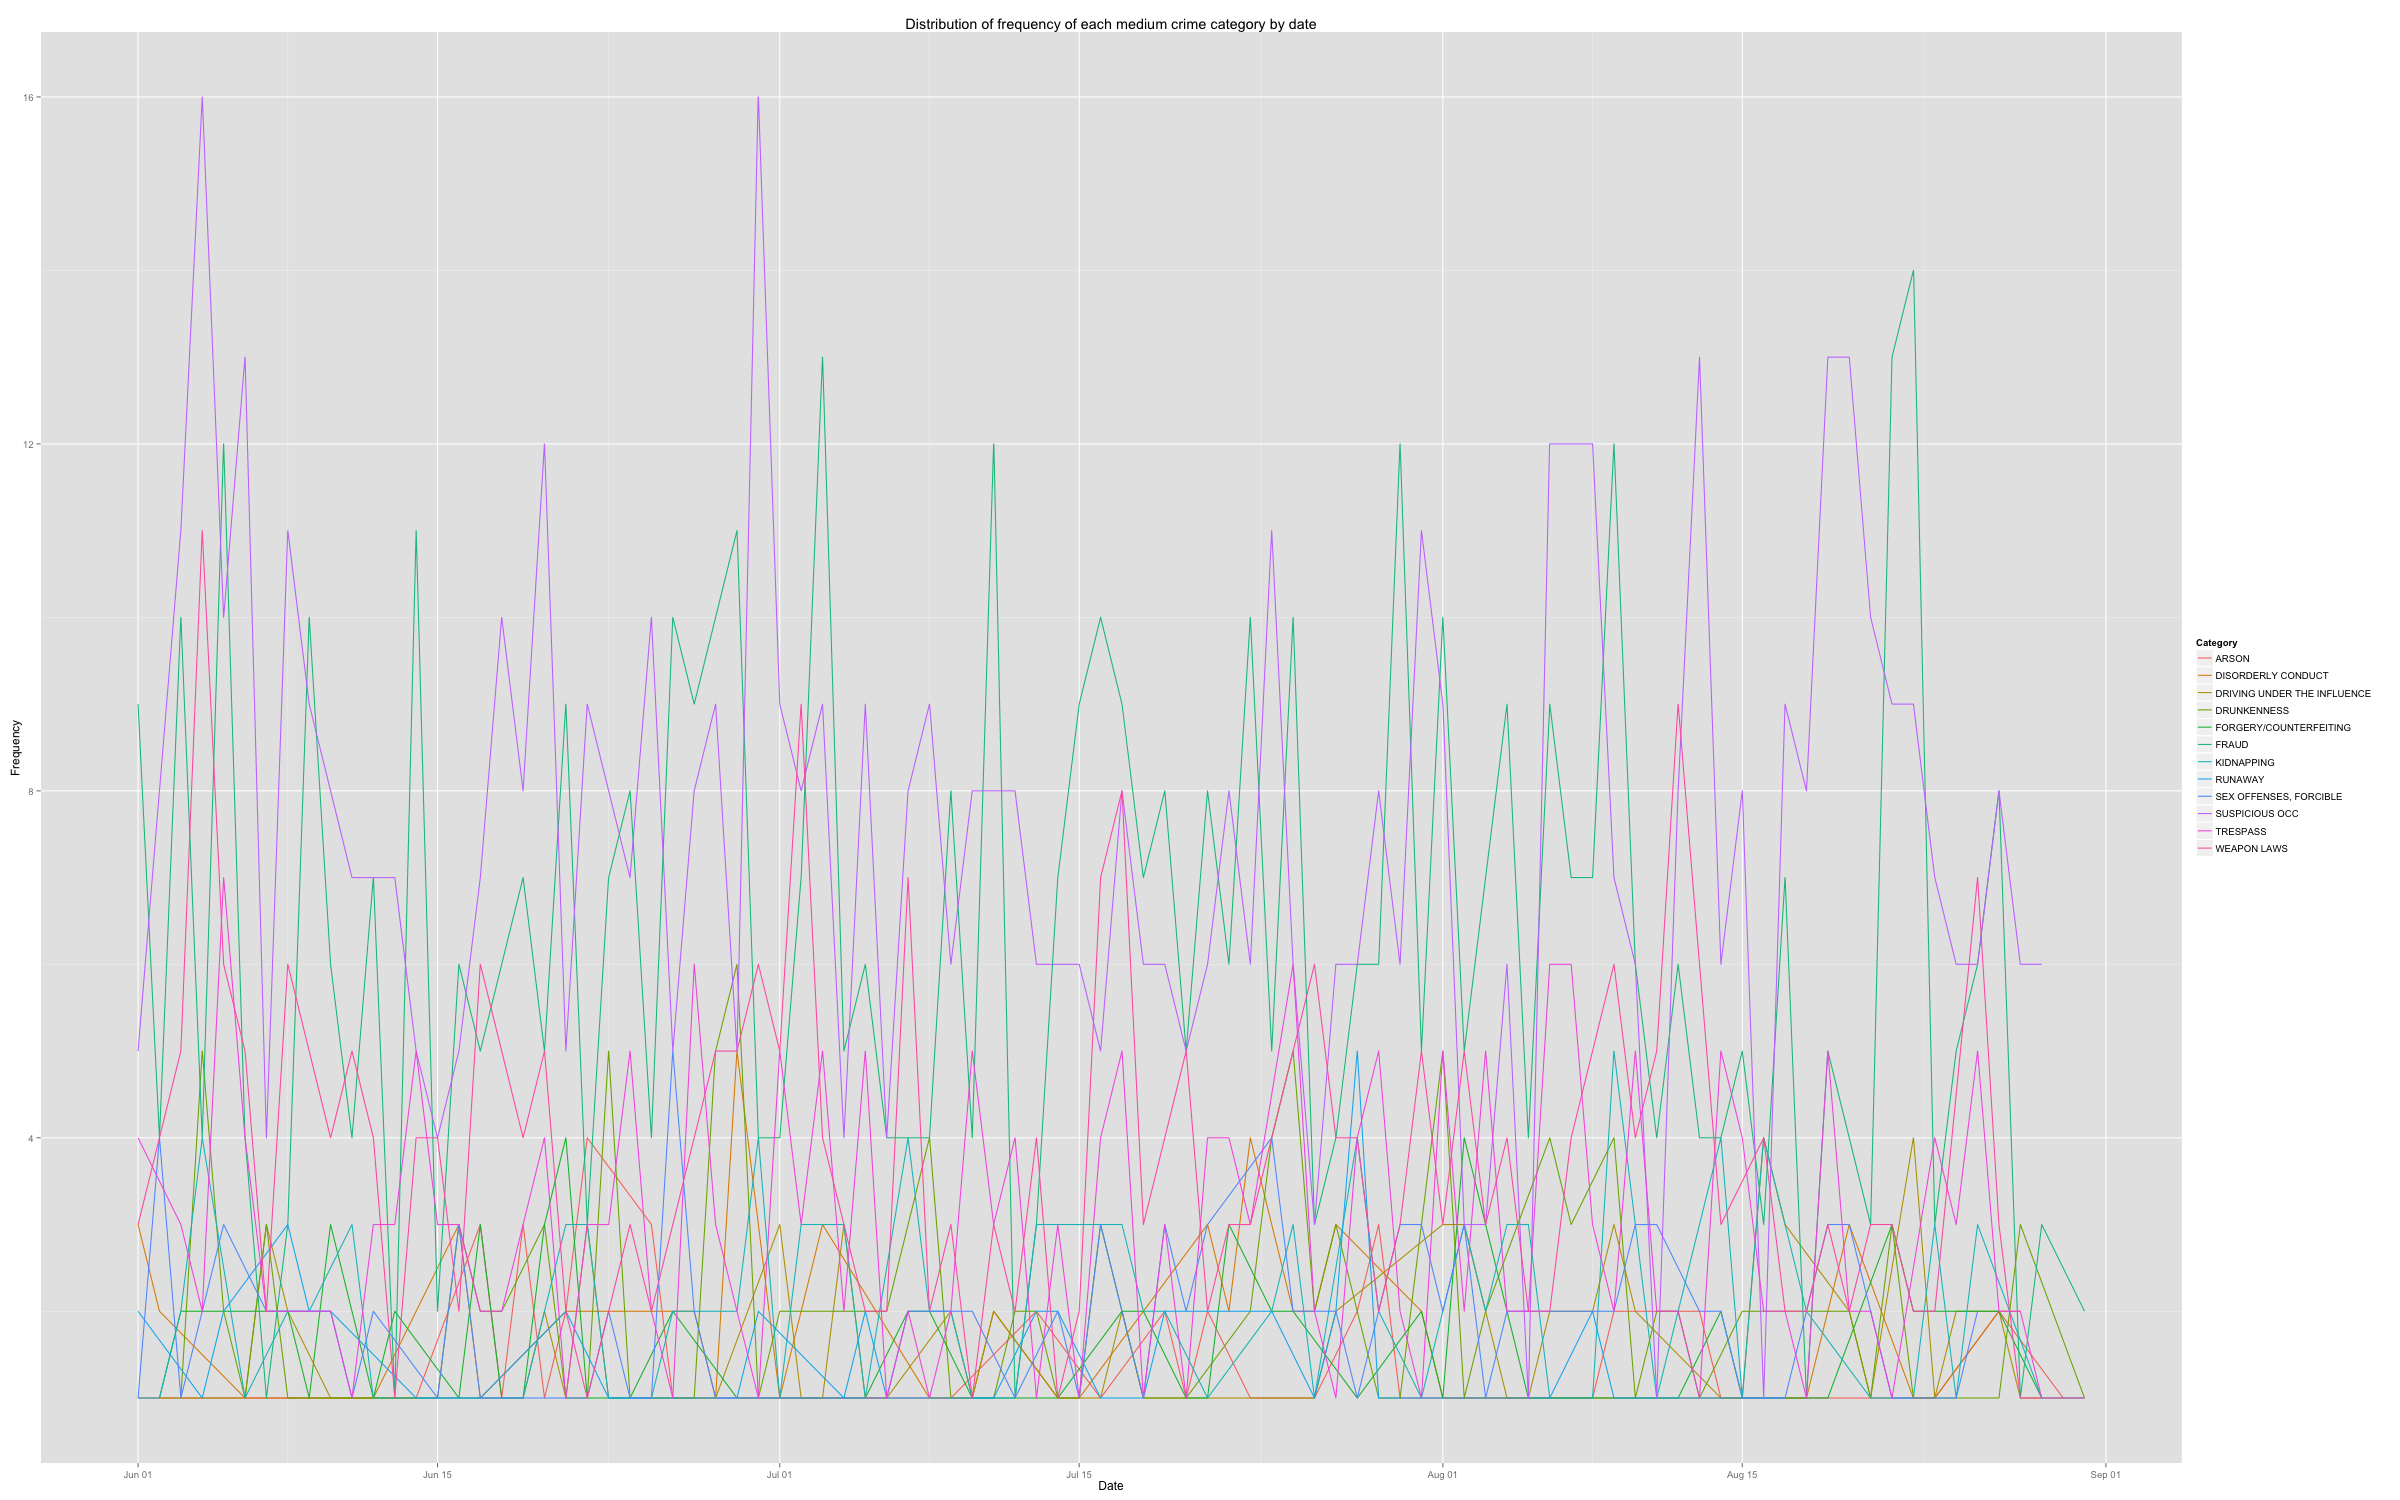 Distribution of frequency of each medium crime category by date
16
12
8
4
Frequency
Jun 01
Jun 15
Jul 01
Jul 15
Aug 01
Aug 15
Sep 01
Date
Category
ARSON
DISORDERLY CONDUCT
DRIVING UNDER THE INFLUENCE
DRUNKENNESS
FORGERY/COUNTERFEITING
FRAUD
KIDNAPPING
RUNAWAY
SEX OFFENSES, FORCIBLE
SUSPICIOUS OCC
TRESPASS
WEAPON LAWS